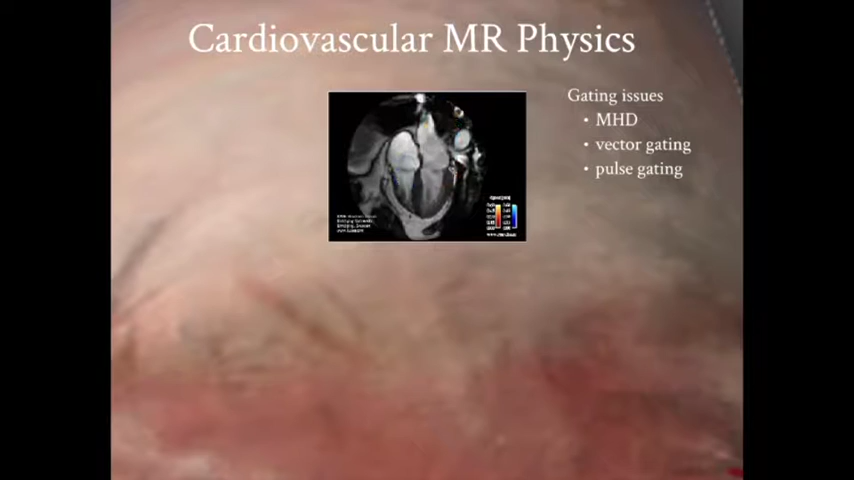 Cardiovascular MR Physics
Gating issues
• MHD
• vector gating
• pulse gating